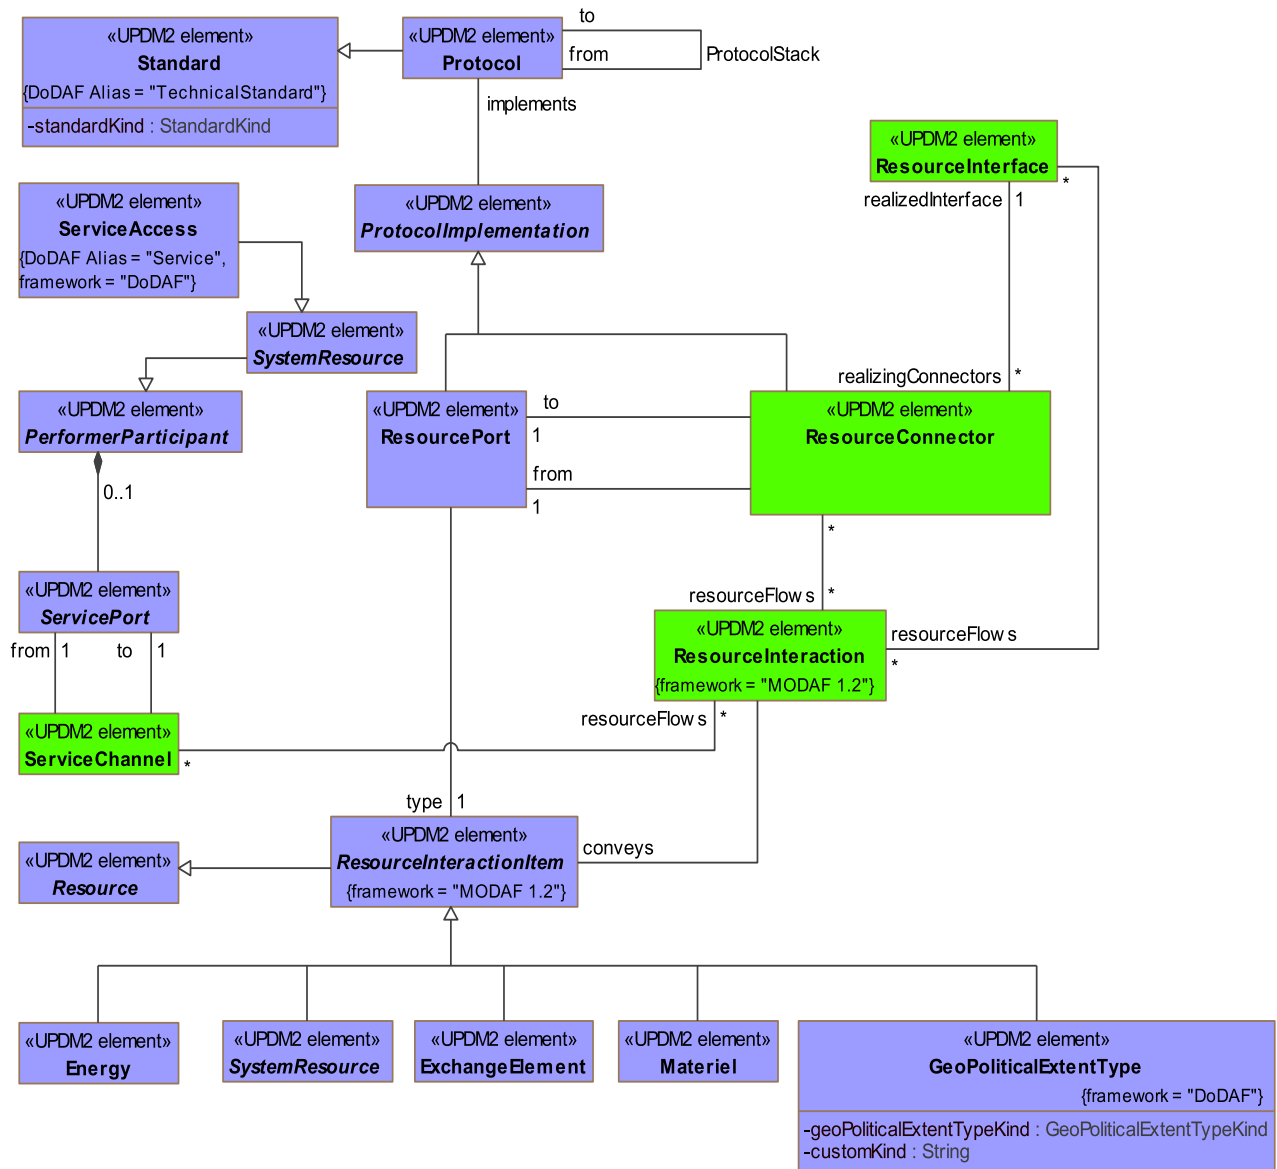 «UPDM2 element»
Standard
{DoDAF Alias = "TechnicalStandard"}
-standardKind : StandardKind
«UPDM2 element»
Protocol
to
from
ProtocolStack
implements
«UPDM2 element»
ResourceInterface
*
realizedInterface 1
«UPDM2 element»
ServiceAccess
{DoDAF Alias = "Service",
framework = "DoDAF"}
«UPDM2 element»
ProtocolImplementation
«UPDM2 element»
SystemResource
realizingConnectors *
«UPDM2 element»
PerformerParticipant
0..1
«UPDM2 element»
ResourcePort
to
1
from
1
«UPDM2 element»
ResourceConnector
*
resourceFlows *
«UPDM2 element»
ServicePort
from 1
to 1
«UPDM2 element»
ResourceInteraction
{framework = "MODAF 1.2"}
resourceFlows
*
resourceFlows *
«UPDM2 element»
ServiceChannel
*
type 1
«UPDM2 element»
Resource
«UPDM2 element»
ResourceInteractionItem
{framework = "MODAF 1.2"}
conveys
«UPDM2 element»
Energy
«UPDM2 element»
SystemResource
«UPDM2 element»
ExchangeElement
«UPDM2 element»
Materiel
«UPDM2 element»
GeoPoliticalExtentType
{framework = "DoDAF"}
-geoPoliticalExtentTypeKind : GeoPoliticalExtentTypeKind
-customKind : String